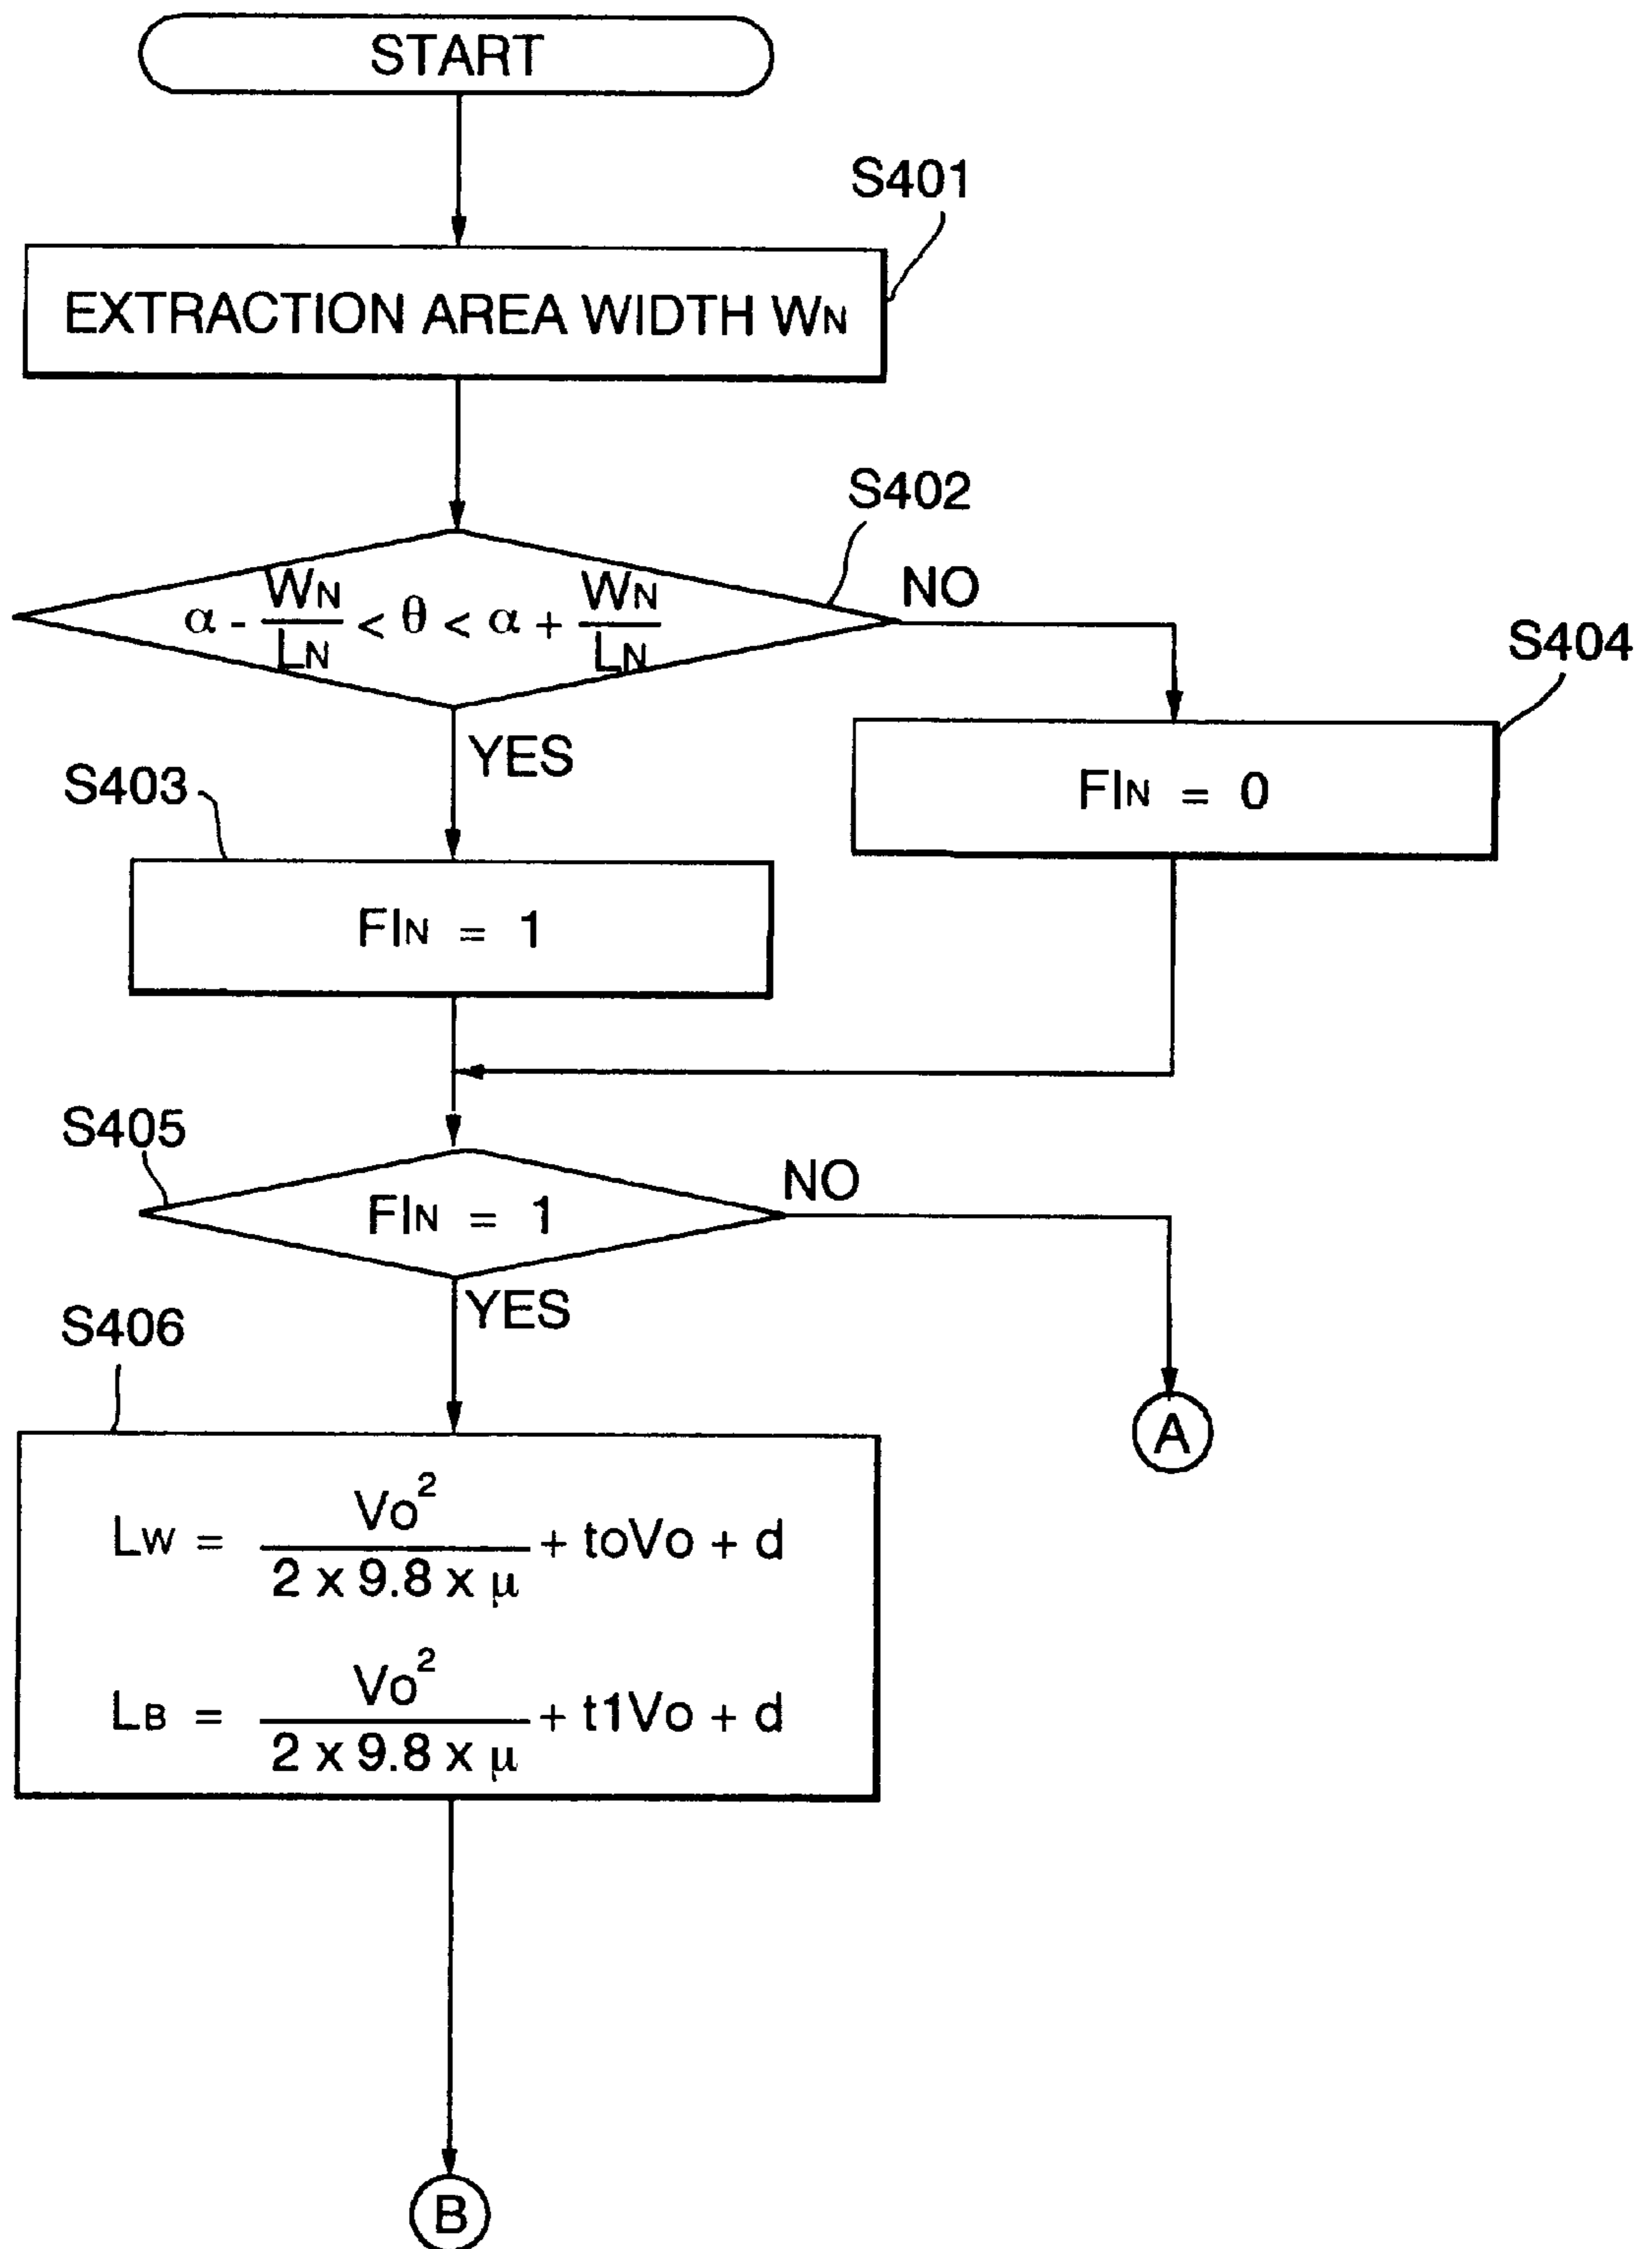 START
S401
EXTRACTION AREA WIDTH WN
S402
α - WN/LN < θ < α + WN/LN
NO
YES
S404
FIN = 0
S403
FIN = 1
S405
FIN = 1
NO
YES
A
S406
LW = Vo²/(2 x 9.8 x μ) + toVo + d
LB = Vo²/(2 x 9.8 x μ) + t1Vo + d
B